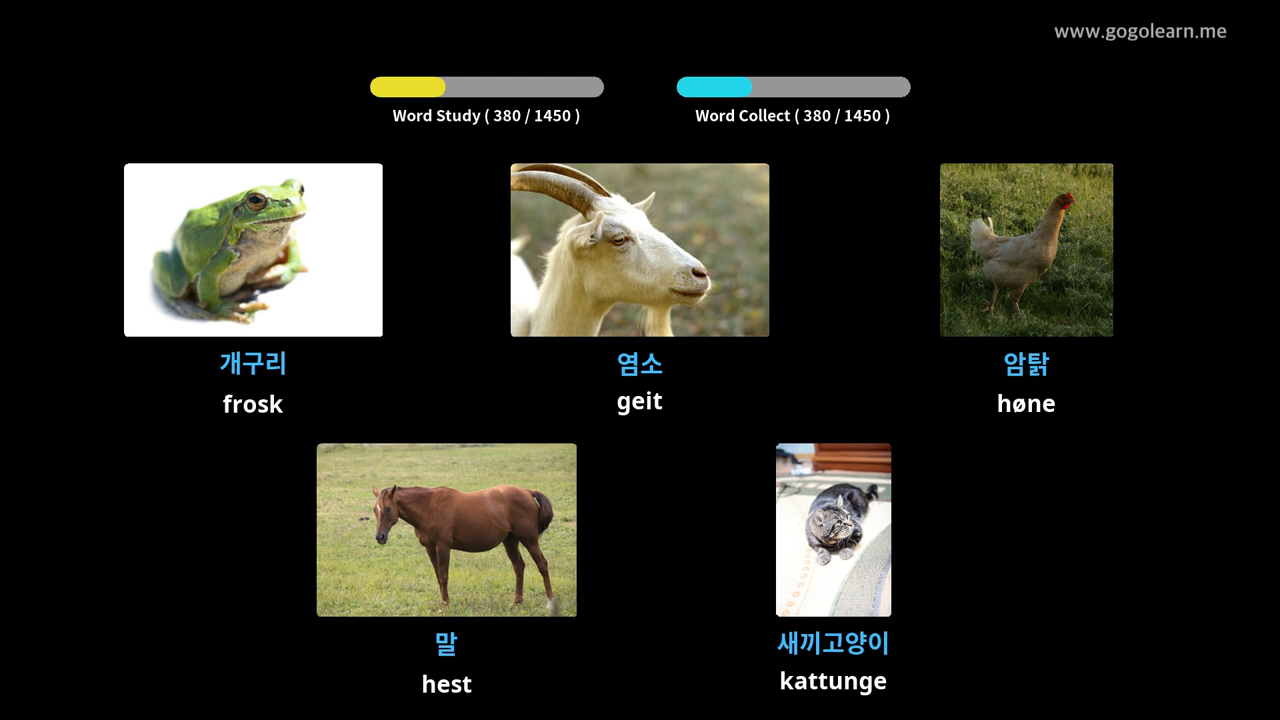 www.gogolearn.me
Word Study ( 380 / 1450 )
Word Collect ( 380 / 1450 )
개구리
frosk
염소
geit
암탉
høne
말
hest
새끼고양이
kattunge